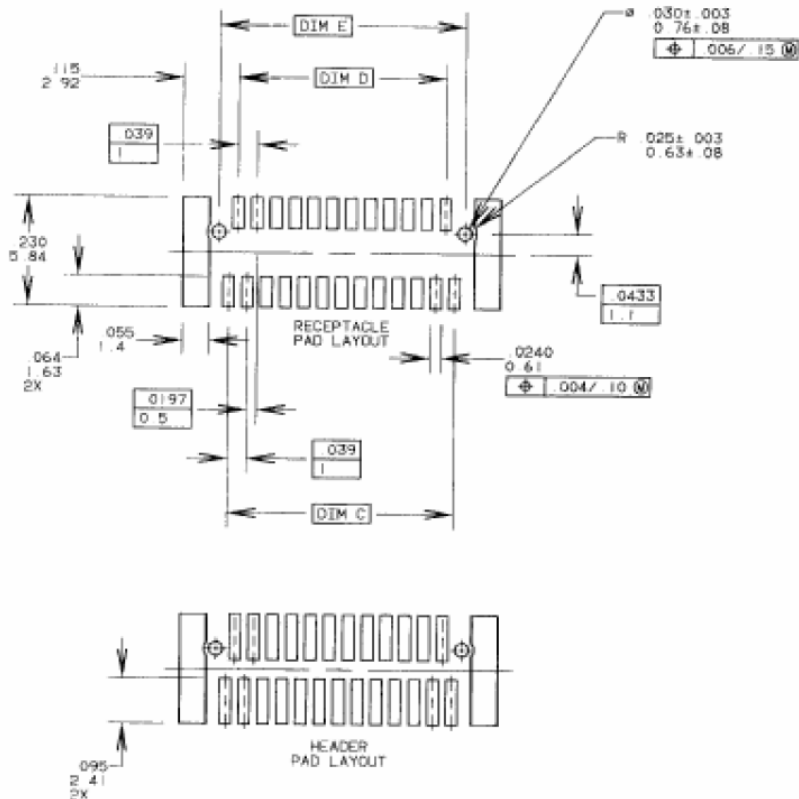 DIM E
ø .030±.003
0.76±.08
⌖ .006/.15 Ⓜ
.115
2.92
DIM D
.039
1
R .025±.003
0.63±.08
.230
5.84
.0433
1.1
RECEPTACLE
PAD LAYOUT
.055
1.4
.064
1.63
2X
.0240
0.61
⌖ .004/.10 Ⓜ
.0197
0.5
.039
1
DIM C
HEADER
PAD LAYOUT
.095
2.41
2X